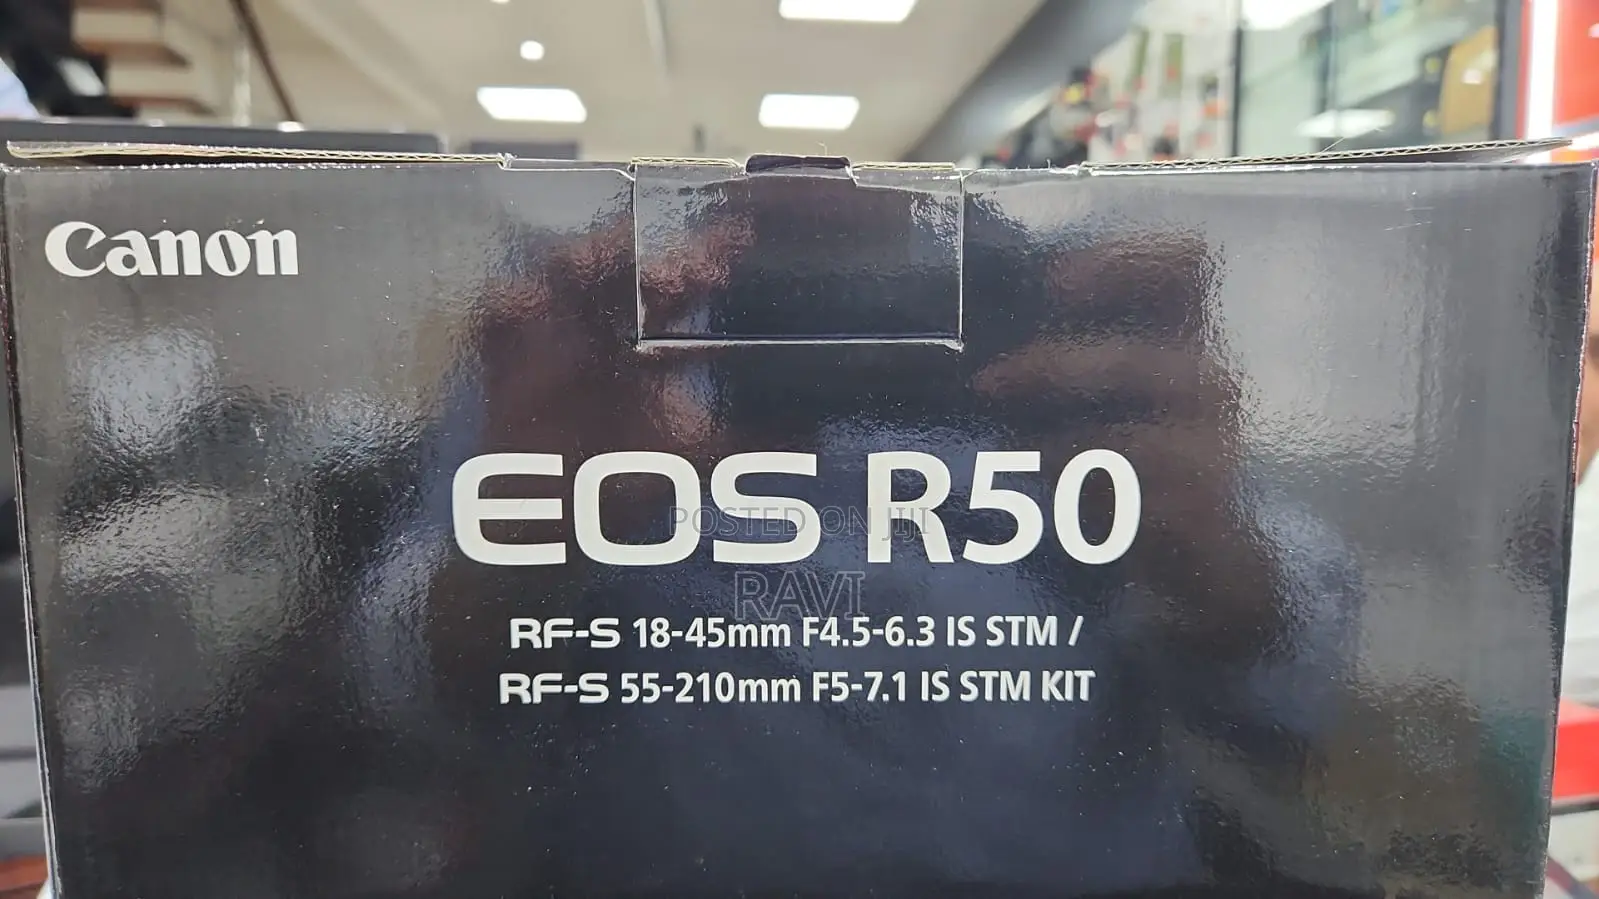 Canon
EOS R50
POSTED ON JIJI
RAVI
RF-S 18-45mm F4.5-6.3 IS STM /
RF-S 55-210mm F5-7.1 IS STM KIT